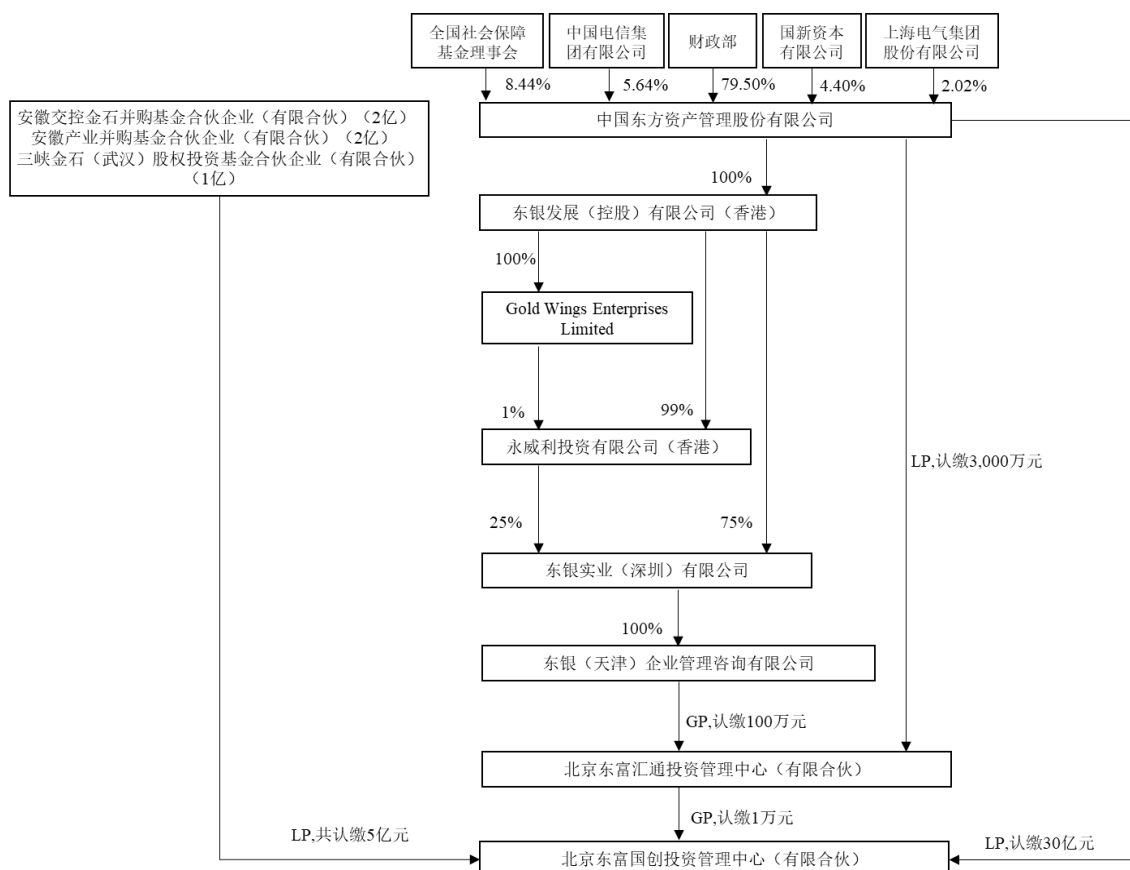 全国社会保障
基金理事会
中国电信集
团有限公司
财政部
国新资本
有限公司
上海电气集团
股份有限公司
8.44%
5.64%
79.50%
4.40%
2.02%
安徽交控金石并购基金合伙企业（有限合伙）（2亿）
安徽产业并购基金合伙企业（有限合伙）（2亿）
三峡金石（武汉）股权投资基金合伙企业（有限合伙）
（1亿）
中国东方资产管理股份有限公司
100%
东银发展（控股）有限公司（香港）
100%
Gold Wings Enterprises
Limited
1%
99%
永威利投资有限公司（香港）
LP,认缴3,000万元
25%
75%
东银实业（深圳）有限公司
100%
东银（天津）企业管理咨询有限公司
GP,认缴100万元
北京东富汇通投资管理中心（有限合伙）
GP,认缴1万元
LP,共认缴5亿元
LP,认缴30亿元
北京东富国创投资管理中心（有限合伙）